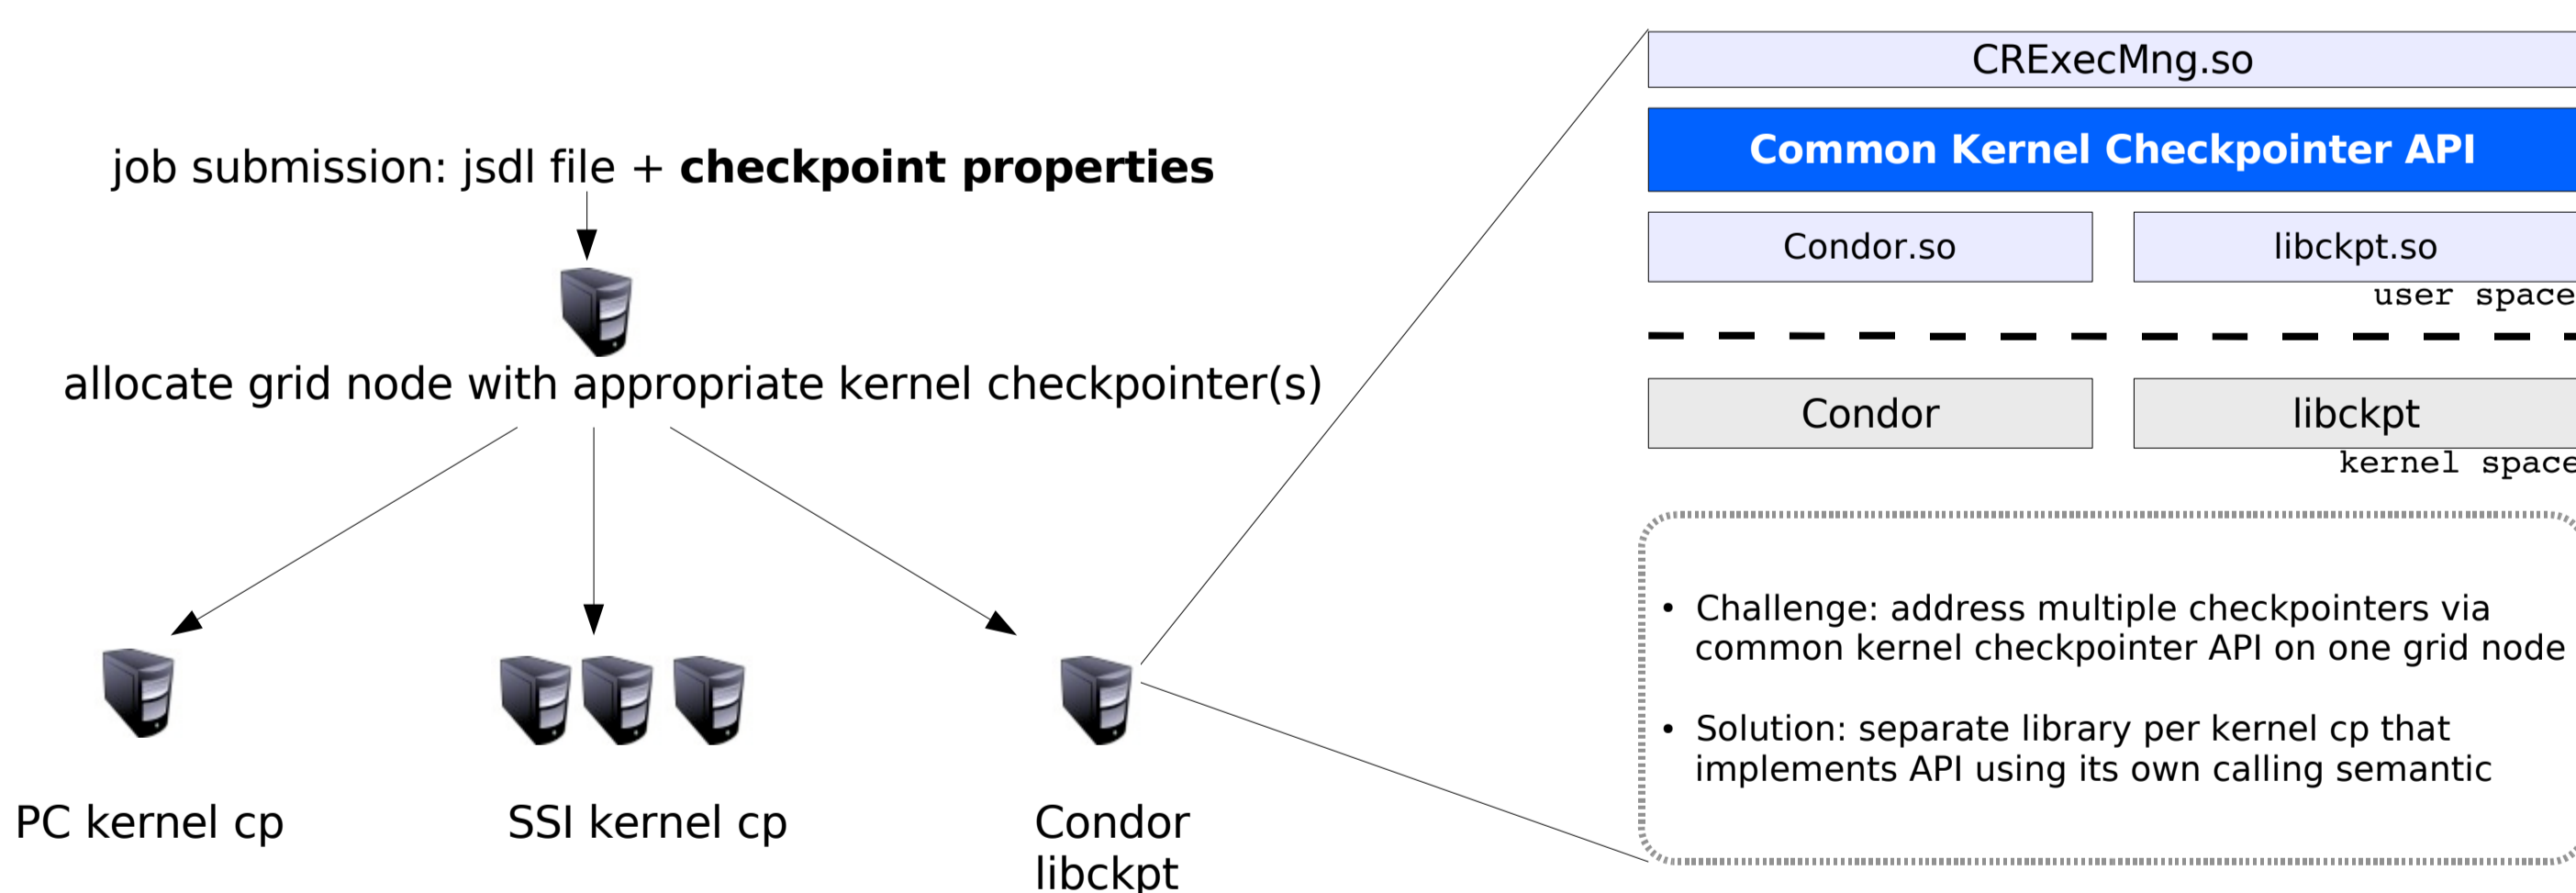 job submission: jsdl file + checkpoint properties
allocate grid node with appropriate kernel checkpointer(s)
PC kernel cp
SSI kernel cp
Condor
libckpt
CRExecMng.so
Common Kernel Checkpointer API
Condor.so
libckpt.so
user space
Condor
libckpt
kernel space
• Challenge: address multiple checkpointers via
common kernel checkpointer API on one grid node
• Solution: separate library per kernel cp that
implements API using its own calling semantic